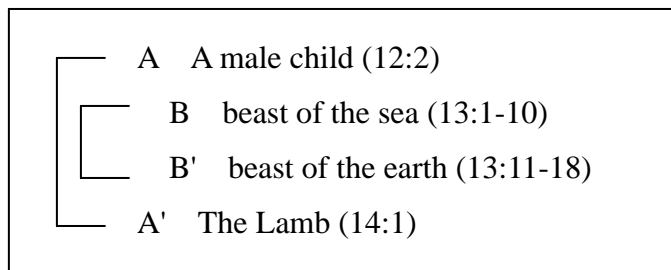 A A male child (12:2)
B beast of the sea (13:1-10)
B' beast of the earth (13:11-18)
A' The Lamb (14:1)